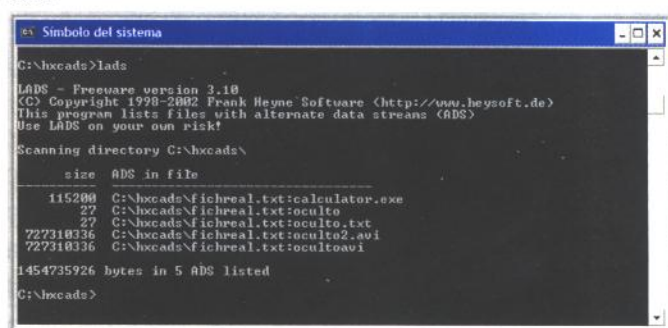 Símbolo del sistema
C:\hxcads>lads
LADS - Freeware version 3.10
(C) Copyright 1998-2002 Frank Heyne Software (http://www.heysoft.de)
This program lists files with alternate data streams (ADS)
Use LADS on your own risk!
Scanning directory C:\hxcads\
size ADS in file
115200 C:\hxcads\fichreal.txt:calculator.exe
27 C:\hxcads\fichreal.txt:oculto
27 C:\hxcads\fichreal.txt:oculto.txt
727310336 C:\hxcads\fichreal.txt:oculto2.avi
727310336 C:\hxcads\fichreal.txt:ocultoavi
1454735926 bytes in 5 ADS listed
C:\hxcads>